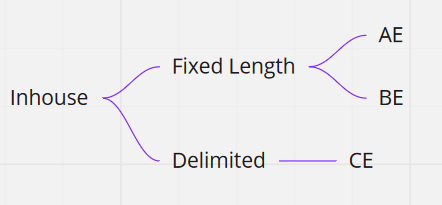 AE
Fixed Length
Inhouse
BE
Delimited
CE